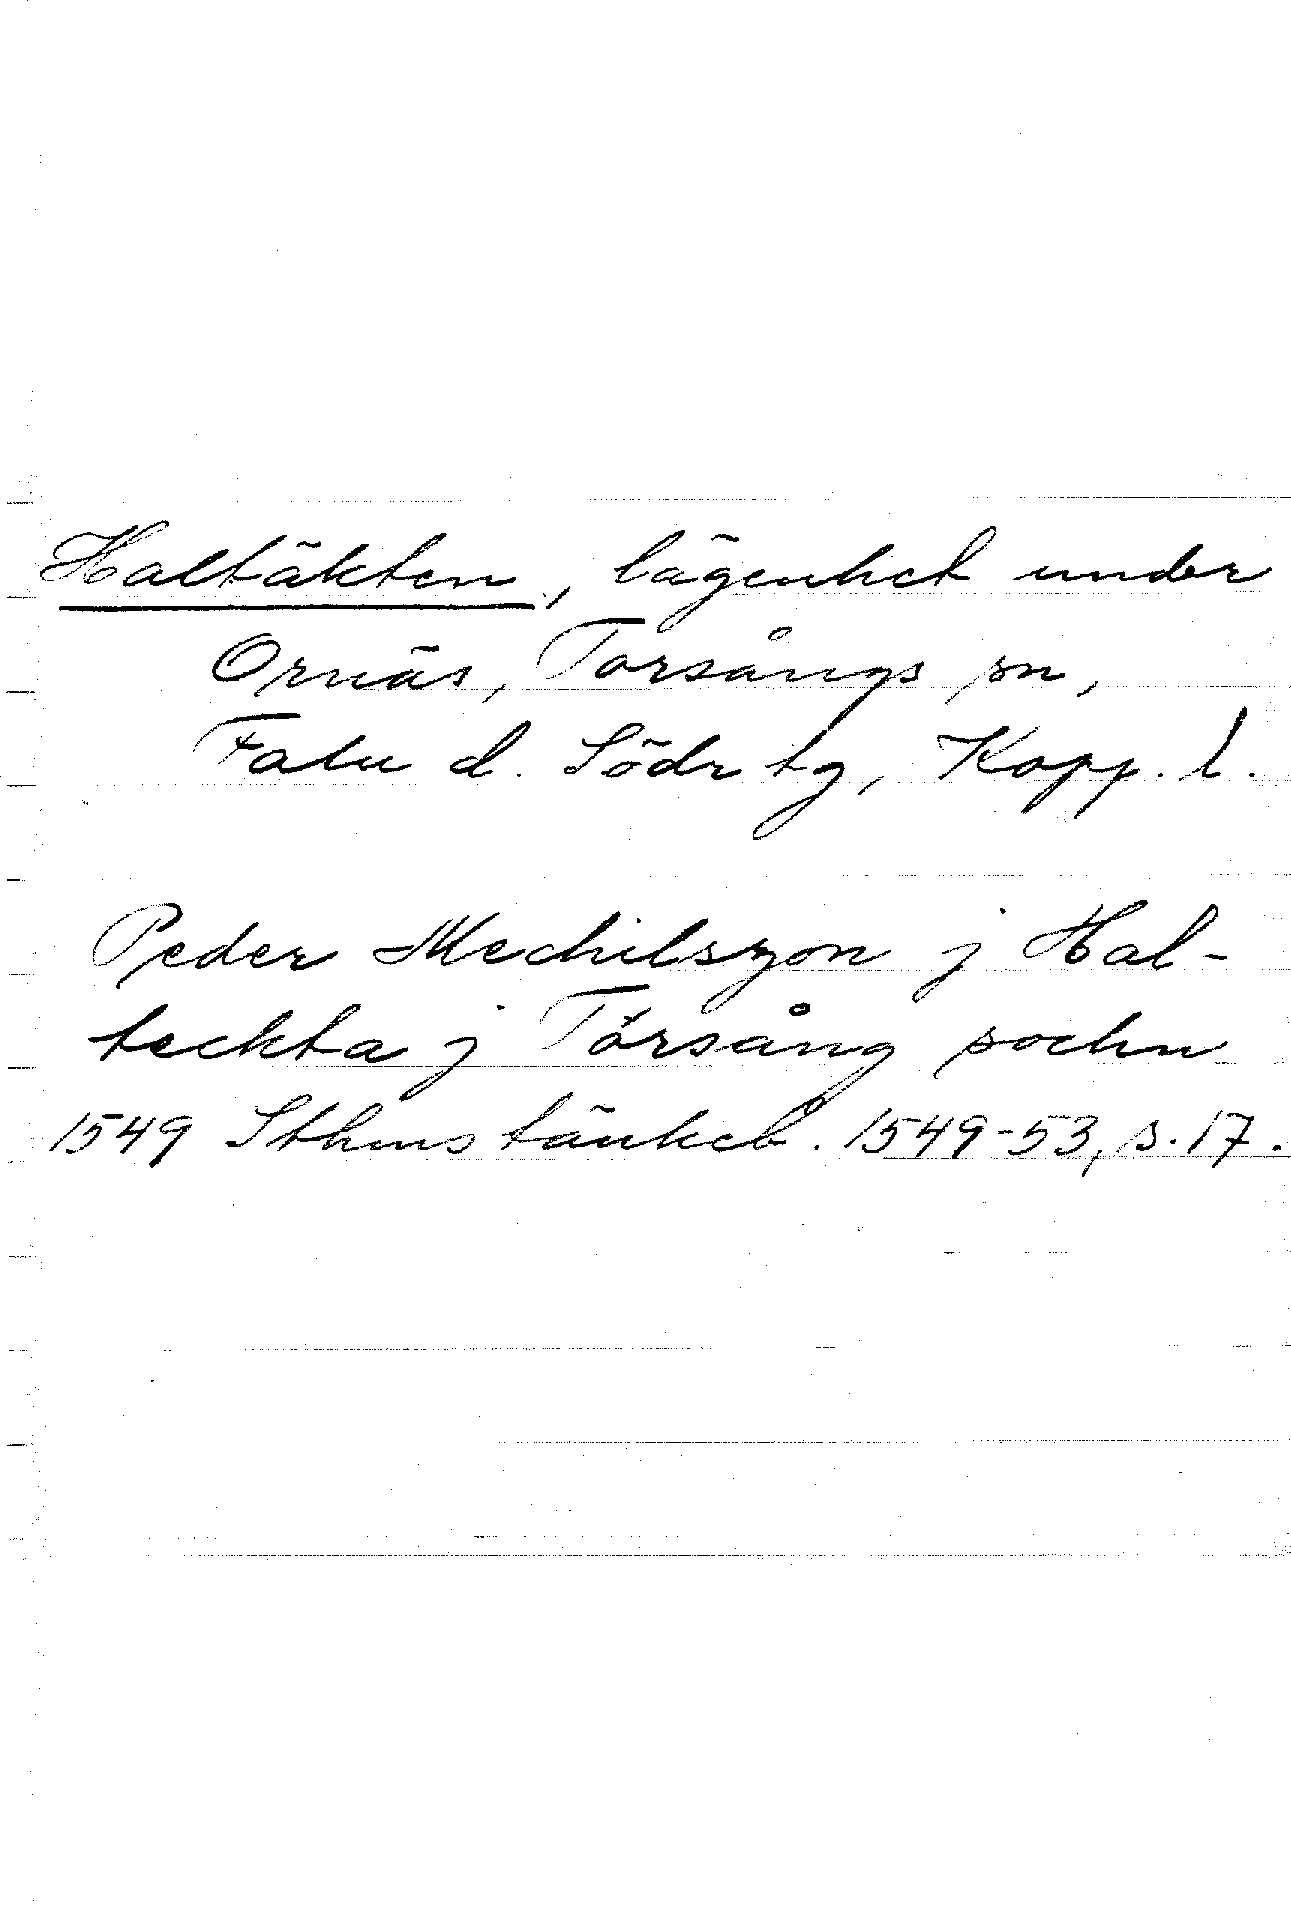 Haltäkten, lägenhet under
Ornäs, Torsångs sn,
Falu d. Södr tg, Kopp. l.
Peder Mechilszon j Hal-
teckta j Torsång sochn
1549 Sthms tänkeb. 1549-53, s. 17.